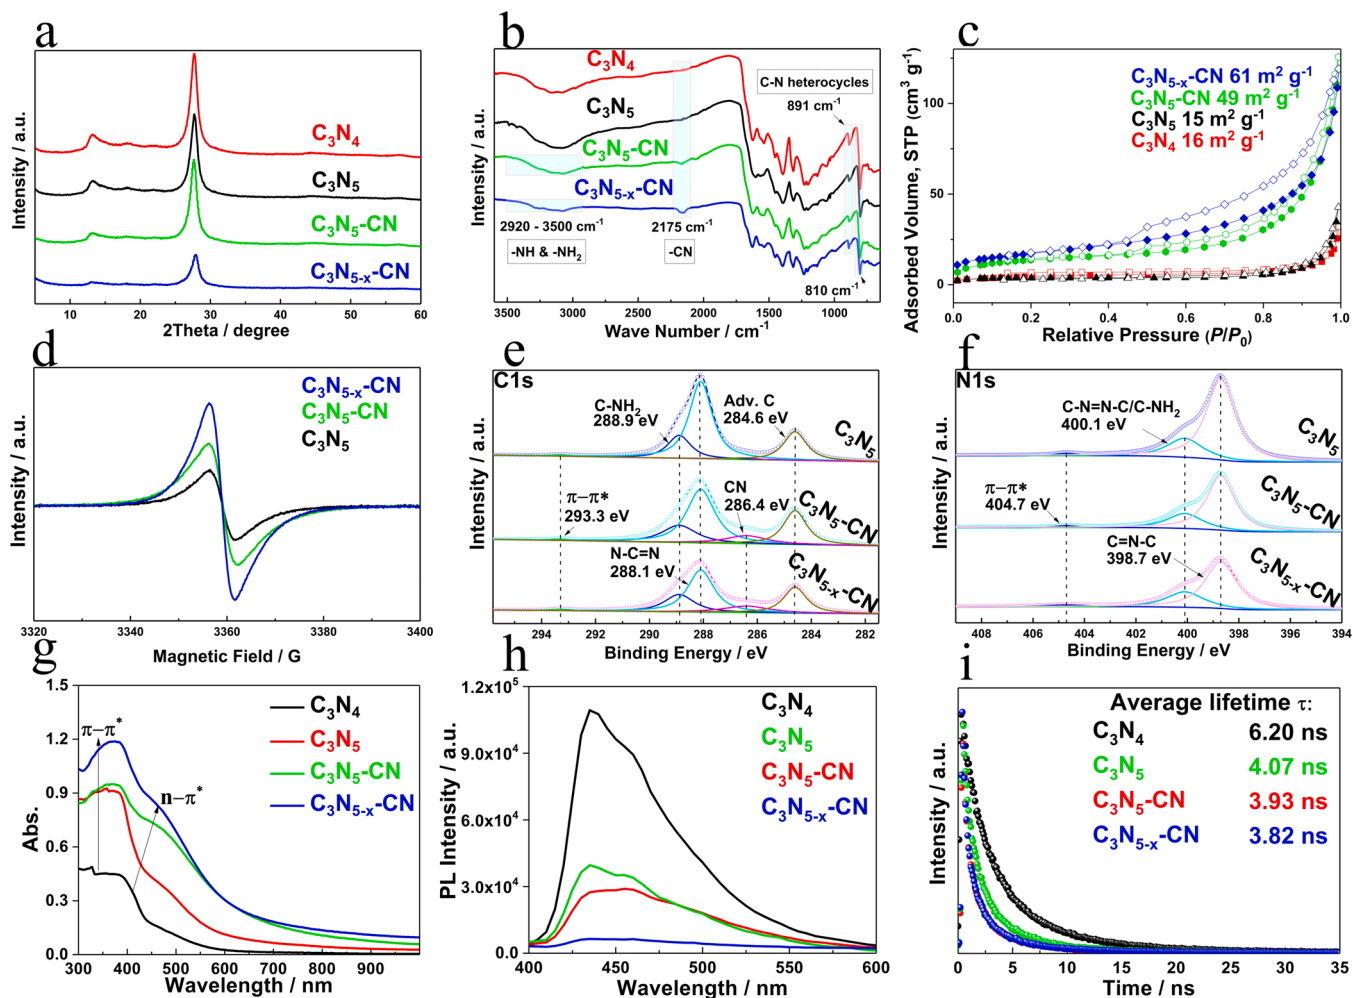 a
C₃N₄
C₃N₅
C₃N₅-CN
C₃N₅₋ₓ-CN
Intensity / a.u.
0 10 20 30 40 50 60
2Theta / degree
b
C₃N₄
C₃N₅
C₃N₅-CN
C₃N₅₋ₓ-CN
C-N heterocycles
891 cm⁻¹
2920 - 3500 cm⁻¹
2175 cm⁻¹
-NH & -NH₂
-CN
810 cm⁻¹
Intensity / a.u.
3500 3000 2500 2000 1500 1000
Wave Number / cm⁻¹
c
C₃N₅₋ₓ-CN 61 m² g⁻¹
C₃N₅-CN 49 m² g⁻¹
C₃N₅ 15 m² g⁻¹
C₃N₄ 16 m² g⁻¹
Adsorbed Volume, STP (cm³ g⁻¹)
100
50
0
0.0 0.2 0.4 0.6 0.8 1.0
Relative Pressure (P/P₀)
d
C₃N₅₋ₓ-CN
C₃N₅-CN
C₃N₅
Intensity / a.u.
3320 3340 3360 3380 3400
Magnetic Field / G
e
C1s
C-NH₂
288.9 eV
Adv. C
284.6 eV
C₃N₅
π−π*
293.3 eV
CN
286.4 eV
C₃N₅-CN
N-C=N
288.1 eV
C₃N₅₋ₓ-CN
Intensity / a.u.
294 292 290 288 286 284 282
Binding Energy / eV
f
N1s
C-N=N-C/C-NH₂
400.1 eV
C₃N₅
π−π*
404.7 eV
C₃N₅-CN
C=N-C
398.7 eV
C₃N₅₋ₓ-CN
Intensity / a.u.
408 406 404 402 400 398 396 394
Binding Energy / eV
g
1.5
1.2
0.9
0.6
0.3
0.0
Abs.
π−π*
n−π*
C₃N₄
C₃N₅
C₃N₅-CN
C₃N₅₋ₓ-CN
300 400 500 600 700 800 900
Wavelength / nm
h
1.2x10⁵
9.0x10⁴
6.0x10⁴
3.0x10⁴
0.0
PL Intensity / a.u.
C₃N₄
C₃N₅
C₃N₅-CN
C₃N₅₋ₓ-CN
400 450 500 550 600
Wavelength / nm
i
Average lifetime τ:
C₃N₄ 6.20 ns
C₃N₅ 4.07 ns
C₃N₅-CN 3.93 ns
C₃N₅₋ₓ-CN 3.82 ns
Intensity / a.u.
0 5 10 15 20 25 30 35
Time / ns